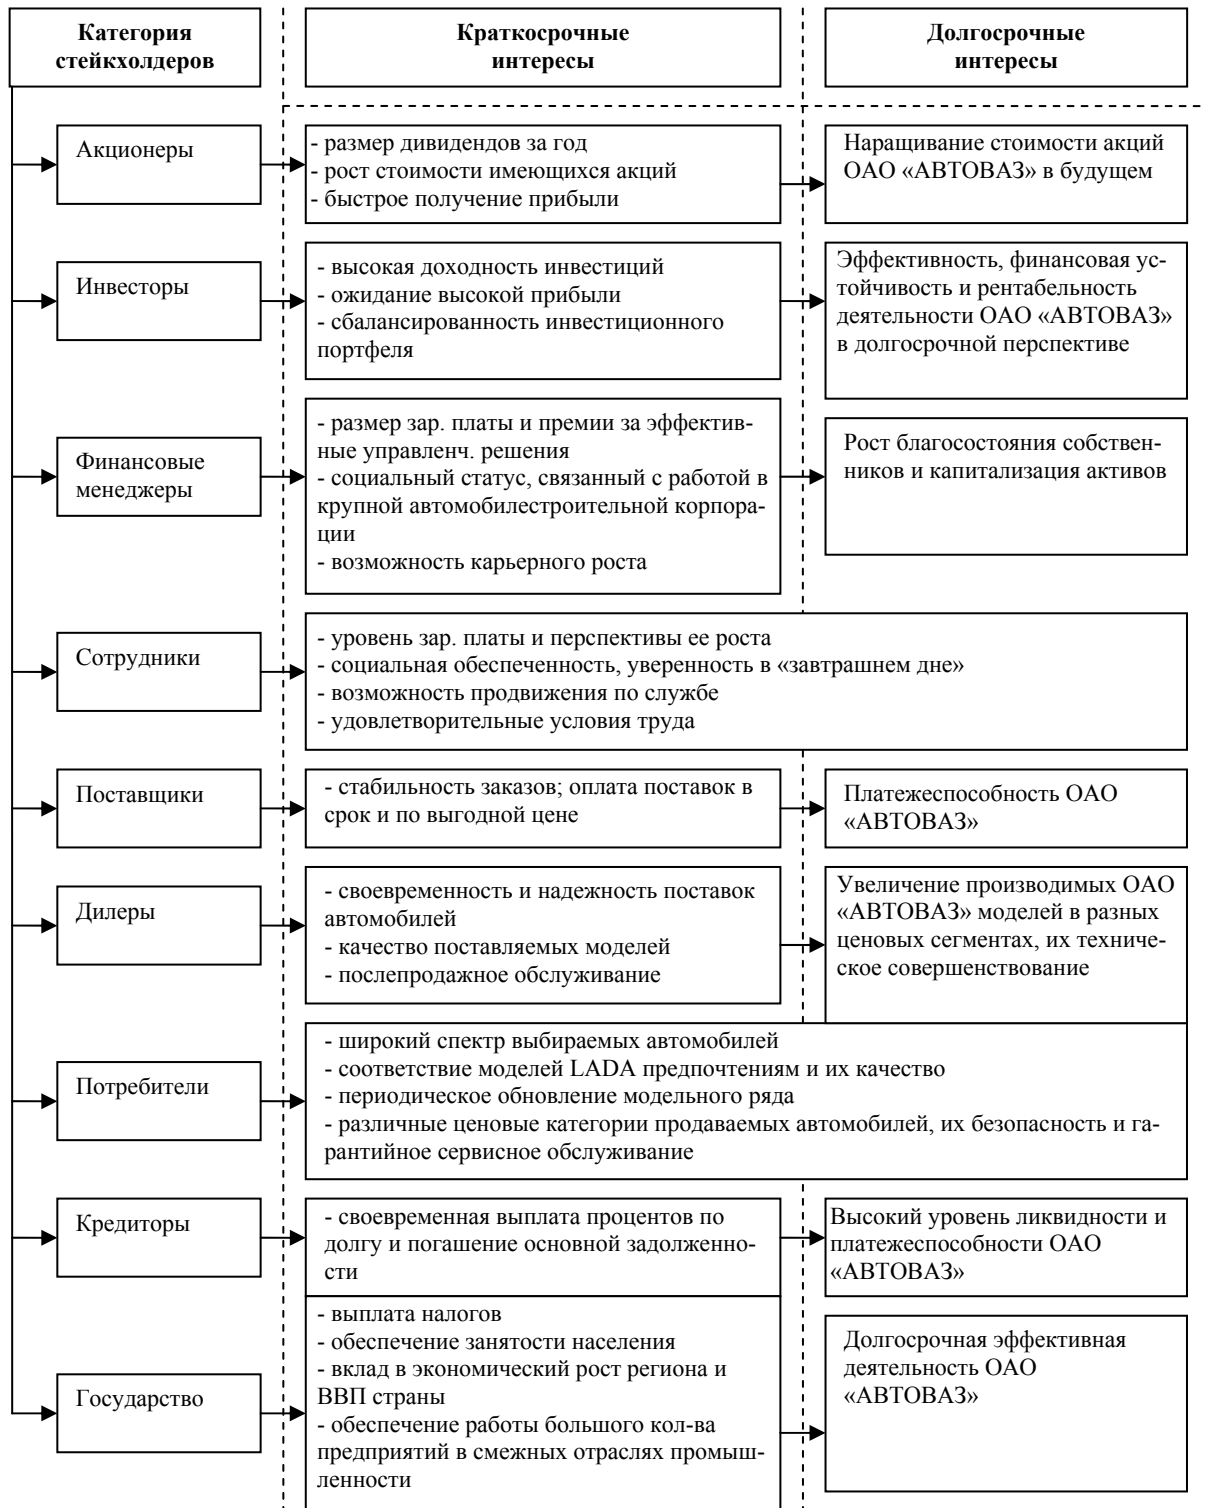 Категория
стейкхолдеров
Краткосрочные
интересы
Долгосрочные
интересы
Акционеры
- размер дивидендов за год
- рост стоимости имеющихся акций
- быстрое получение прибыли
Наращивание стоимости акций
ОАО «АВТОВАЗ» в будущем
Инвесторы
- высокая доходность инвестиций
- ожидание высокой прибыли
- сбалансированность инвестиционного
портфеля
Эффективность, финансовая ус-
тойчивость и рентабельность
деятельности ОАО «АВТОВАЗ»
в долгосрочной перспективе
Финансовые
менеджеры
- размер зар. платы и премии за эффектив-
ные управленч. решения
- социальный статус, связанный с работой в
крупной автомобилестроительной корпора-
ции
- возможность карьерного роста
Рост благосостояния собствен-
ников и капитализация активов
Сотрудники
- уровень зар. платы и перспективы ее роста
- социальная обеспеченность, уверенность в «завтрашнем дне»
- возможность продвижения по службе
- удовлетворительные условия труда
Поставщики
- стабильность заказов; оплата поставок в
срок и по выгодной цене
Платежеспособность ОАО
«АВТОВАЗ»
Дилеры
- своевременность и надежность поставок
автомобилей
- качество поставляемых моделей
- послепродажное обслуживание
Увеличение производимых ОАО
«АВТОВАЗ» моделей в разных
ценовых сегментах, их техниче-
ское совершенствование
Потребители
- широкий спектр выбираемых автомобилей
- соответствие моделей LADA предпочтениям и их качество
- периодическое обновление модельного ряда
- различные ценовые категории продаваемых автомобилей, их безопасность и га-
рантийное сервисное обслуживание
Кредиторы
- своевременная выплата процентов по
долгу и погашение основной задолженно-
сти
Высокий уровень ликвидности и
платежеспособности ОАО
«АВТОВАЗ»
Государство
- выплата налогов
- обеспечение занятости населения
- вклад в экономический рост региона и
ВВП страны
- обеспечение работы большого кол-ва
предприятий в смежных отраслях промыш-
ленности
Долгосрочная эффективная
деятельность ОАО
«АВТОВАЗ»